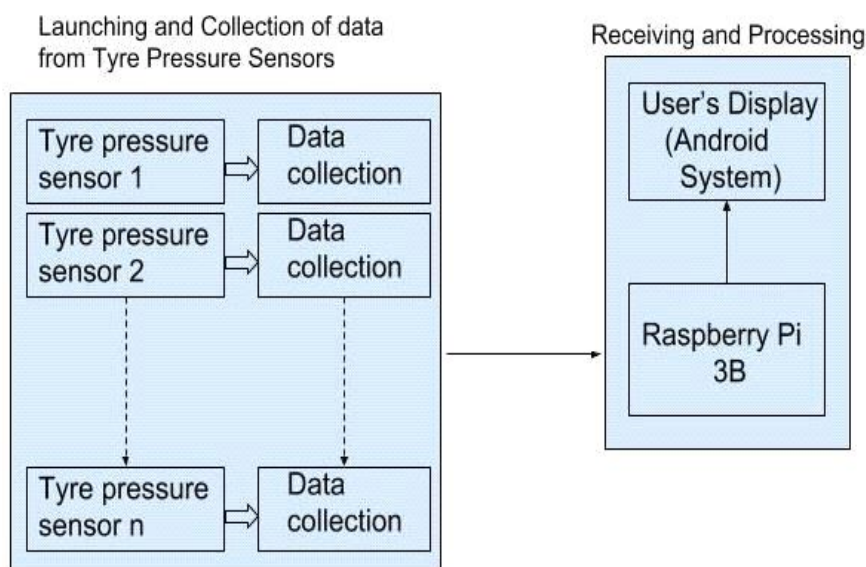 Launching and Collection of data
from Tyre Pressure Sensors
Tyre pressure
sensor 1
Data
collection
Tyre pressure
sensor 2
Data
collection
Tyre pressure
sensor n
Data
collection
Receiving and Processing
User's Display
(Android
System)
Raspberry Pi
3B